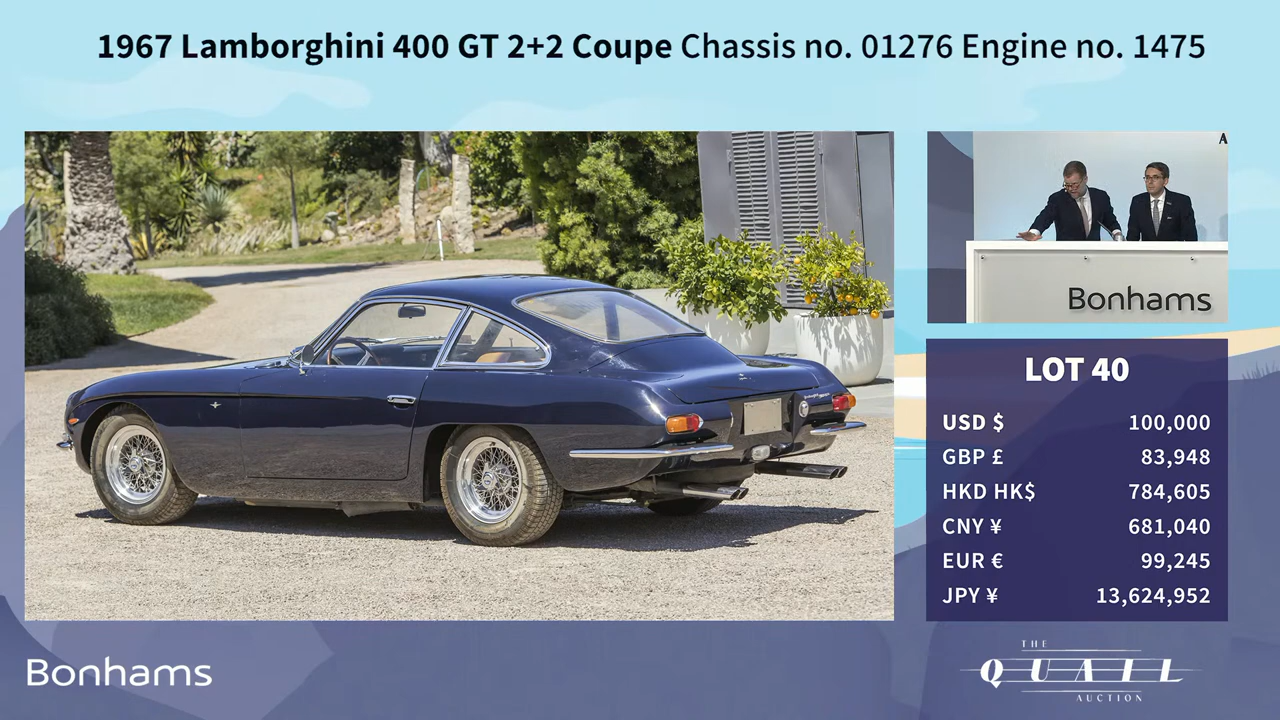 1967 Lamborghini 400 GT 2+2 Coupe Chassis no. 01276 Engine no. 1475
A
Bonhams
LOT 40
USD $ 100,000
GBP £ 83,948
HKD HK$ 784,605
CNY ¥ 681,040
EUR € 99,245
JPY ¥ 13,624,952
Bonhams
THE
QUAIL
AUCTION